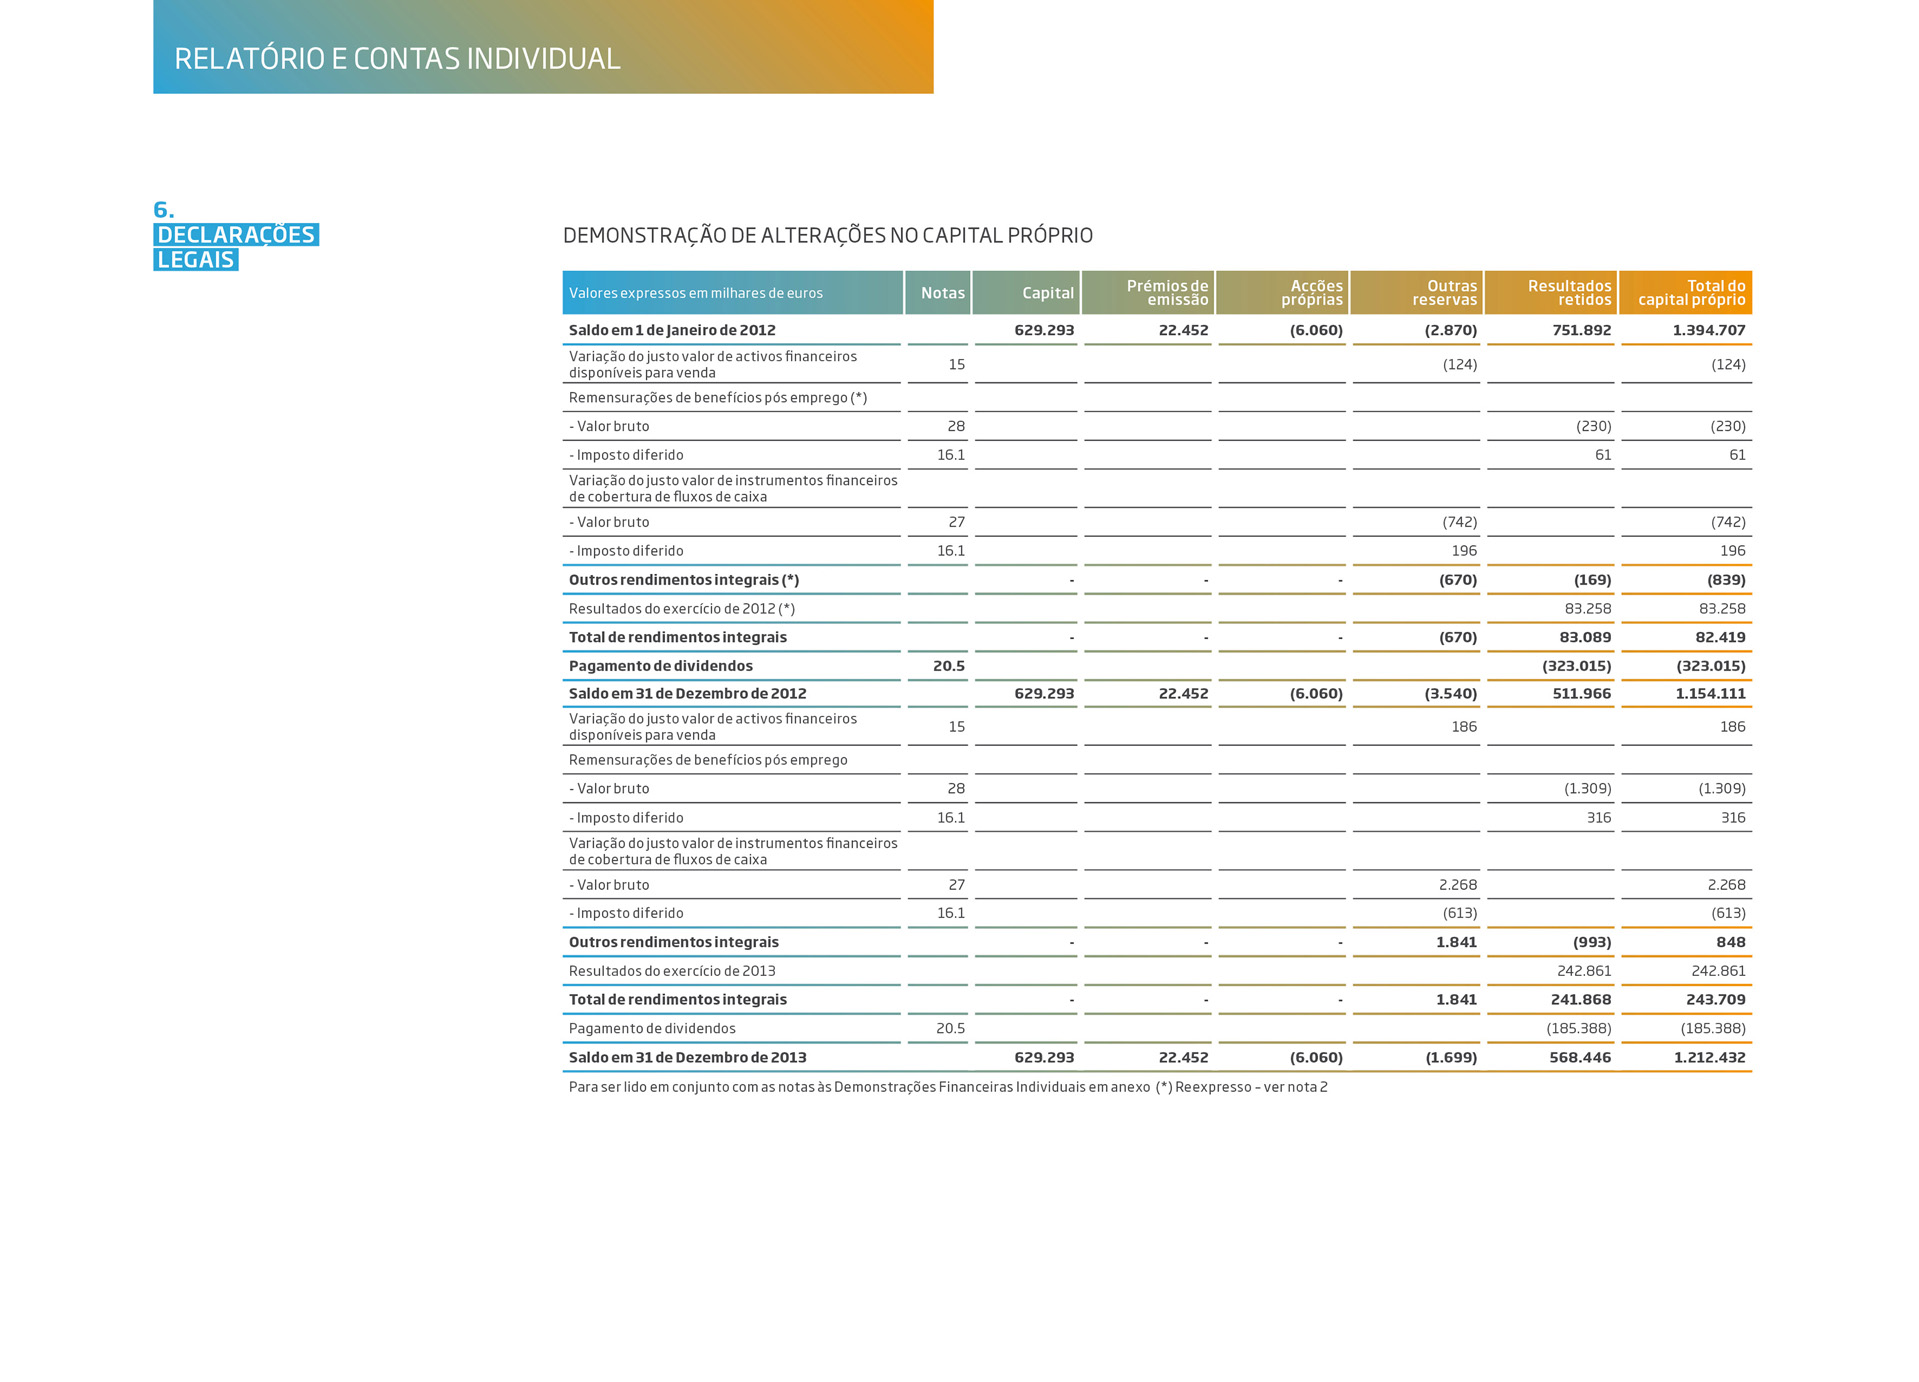 RELATÓRIO E CONTAS INDIVIDUAL
6.
DECLARAÇÕES
LEGAIS
DEMONSTRAÇÃO DE ALTERAÇÕES NO CAPITAL PRÓPRIO
Valores expressos em milhares de euros Notas Capital Prémios de emissão Acções próprias Outras reservas Resultados retidos Total do capital próprio
Saldo em 1 de Janeiro de 2012 629.293 22.452 (6.060) (2.870) 751.892 1.394.707
Variação do justo valor de activos financeiros
disponíveis para venda 15 (124) (124)
Remensurações de benefícios pós emprego (*)
- Valor bruto 28 (230) (230)
- Imposto diferido 16.1 61 61
Variação do justo valor de instrumentos financeiros
de cobertura de fluxos de caixa
- Valor bruto 27 (742) (742)
- Imposto diferido 16.1 196 196
Outros rendimentos integrais (*) - - - (670) (169) (839)
Resultados do exercício de 2012 (*) 83.258 83.258
Total de rendimentos integrais - - - (670) 83.089 82.419
Pagamento de dividendos 20.5 (323.015) (323.015)
Saldo em 31 de Dezembro de 2012 629.293 22.452 (6.060) (3.540) 511.966 1.154.111
Variação do justo valor de activos financeiros
disponíveis para venda 15 186 186
Remensurações de benefícios pós emprego
- Valor bruto 28 (1.309) (1.309)
- Imposto diferido 16.1 316 316
Variação do justo valor de instrumentos financeiros
de cobertura de fluxos de caixa
- Valor bruto 27 2.268 2.268
- Imposto diferido 16.1 (613) (613)
Outros rendimentos integrais - - - 1.841 (993) 848
Resultados do exercício de 2013 242.861 242.861
Total de rendimentos integrais - - - 1.841 241.868 243.709
Pagamento de dividendos 20.5 (185.388) (185.388)
Saldo em 31 de Dezembro de 2013 629.293 22.452 (6.060) (1.699) 568.446 1.212.432
Para ser lido em conjunto com as notas às Demonstrações Financeiras Individuais em anexo (*) Reexpresso – ver nota 2